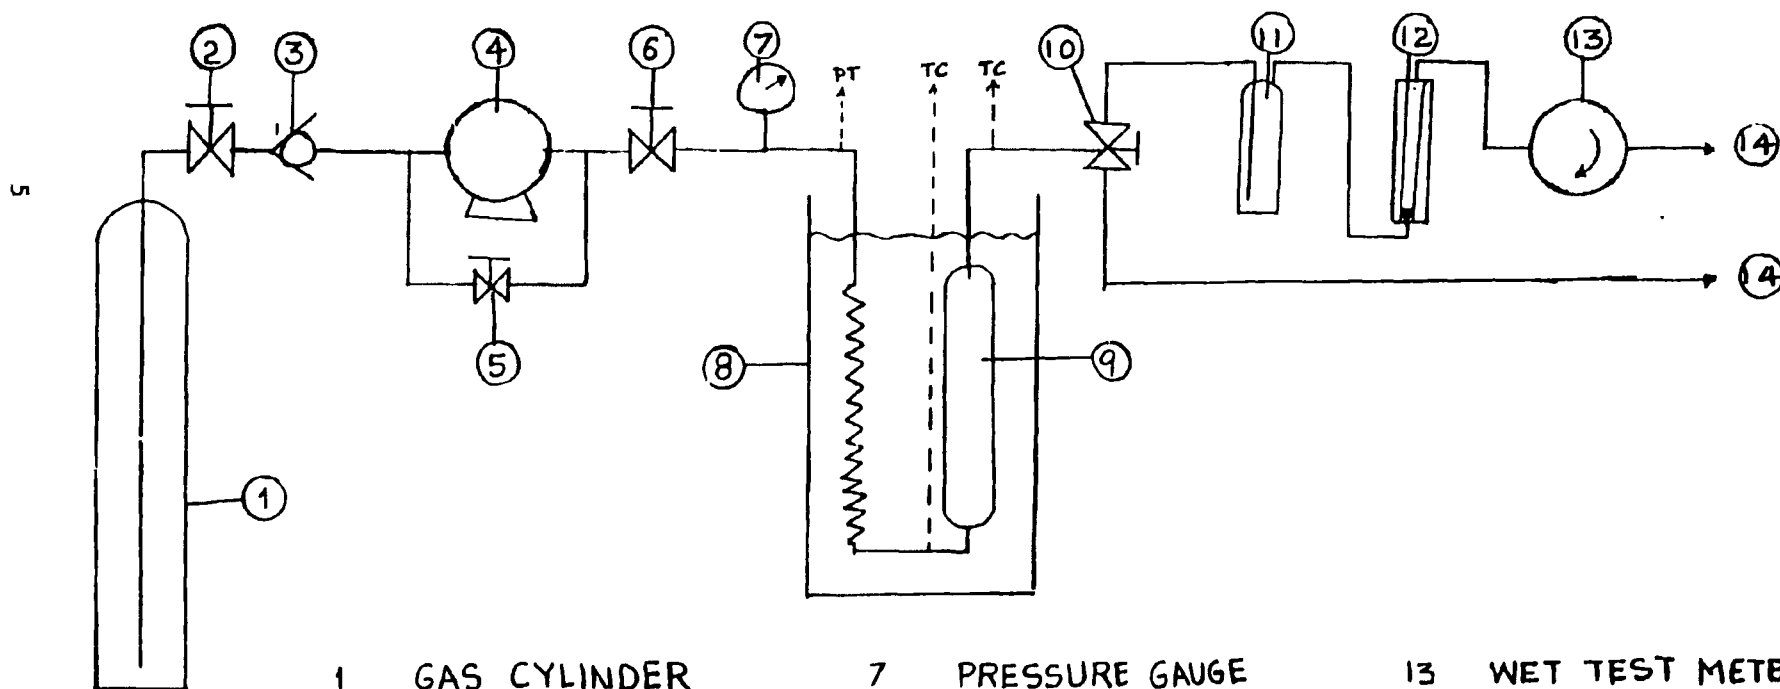 2 3 4 6 7 10 11 12 13
PT TC TC
14
5
14
5
8 9
1
1 GAS CYLINDER 7 PRESSURE GAUGE 13 WET TEST METE